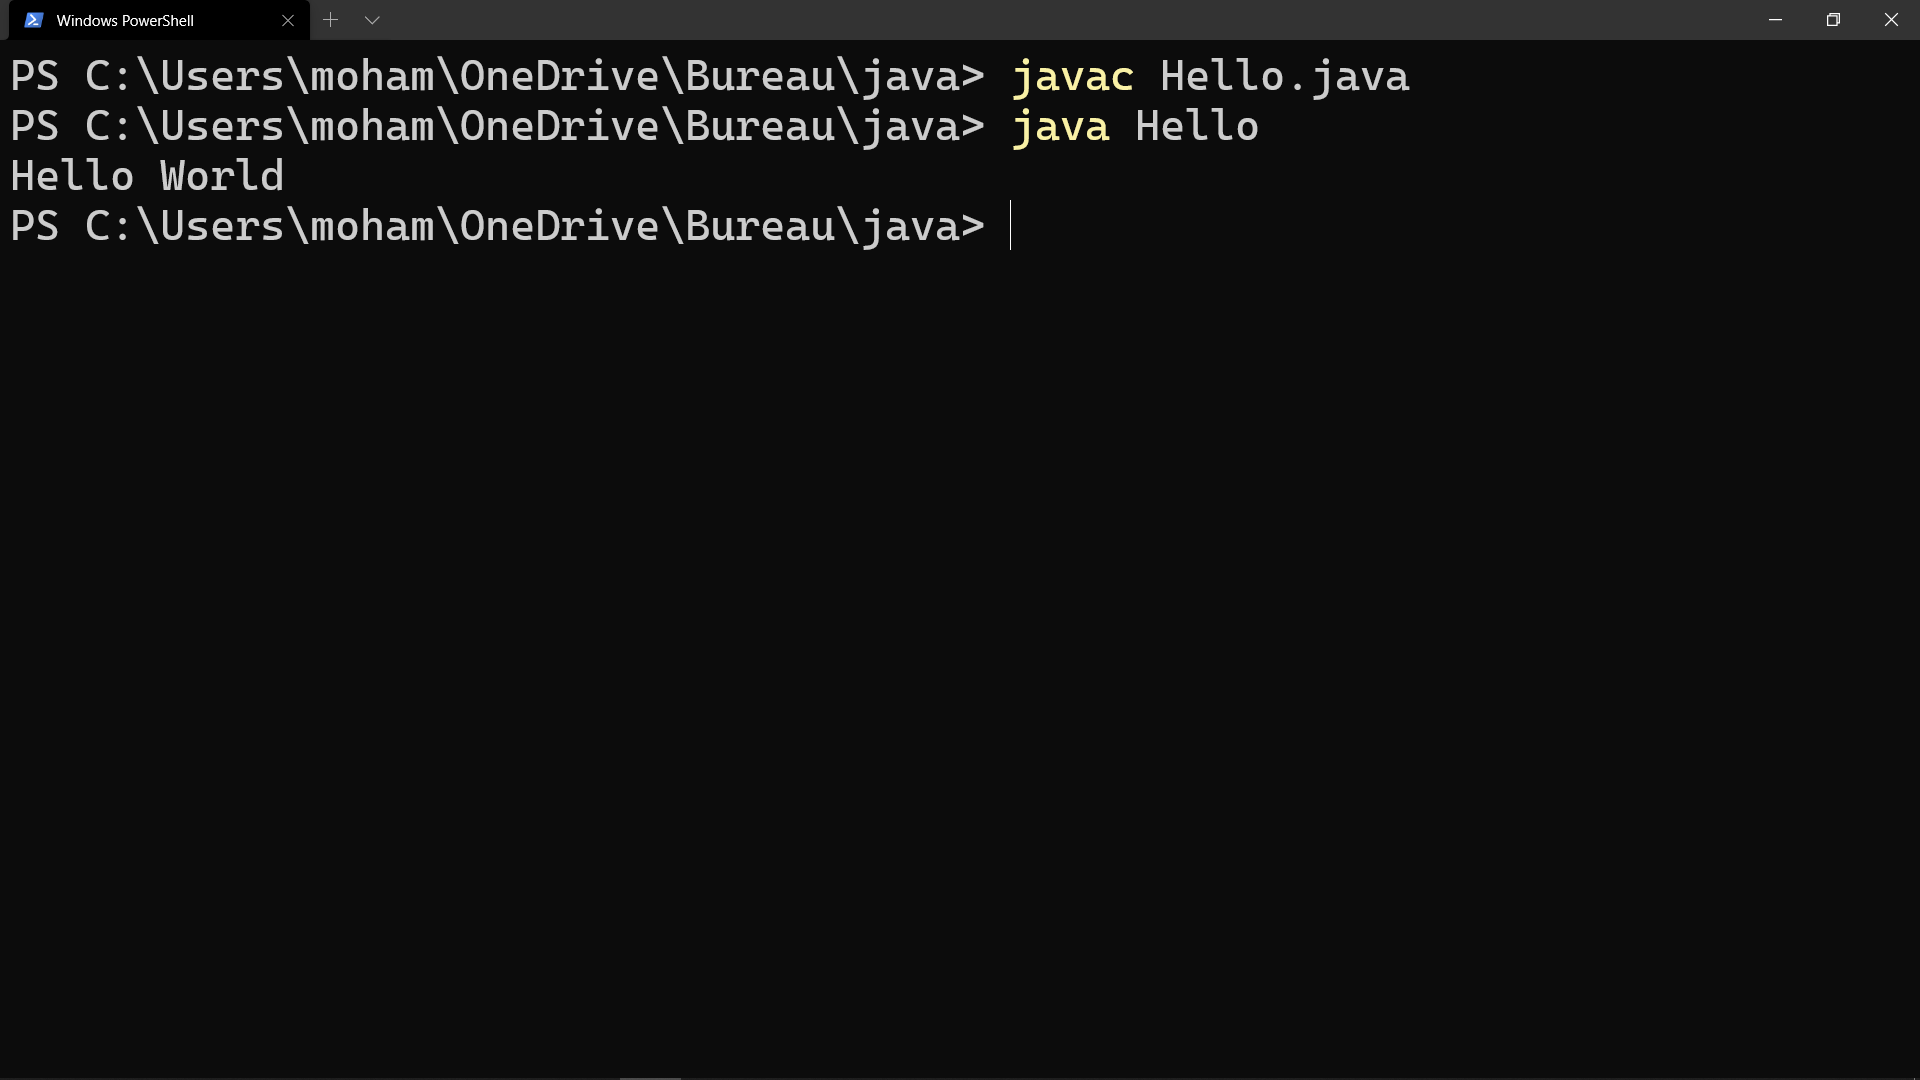 Windows PowerShell
PS C:\Users\moham\OneDrive\Bureau\java> javac Hello.java
PS C:\Users\moham\OneDrive\Bureau\java> java Hello
Hello World
PS C:\Users\moham\OneDrive\Bureau\java>